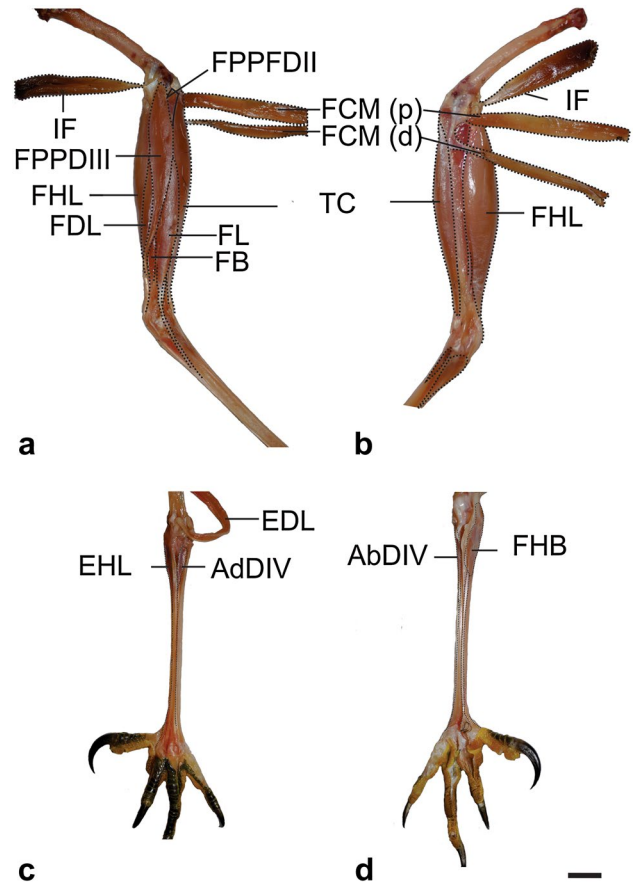 FPPFDII
IF
FCM (p)
IF
FCM (d)
FPPDIII
FHL
TC
FHL
FDL
FL
FB
a
b
EDL
EHL
AdDIV
AbDIV
FHB
c
d